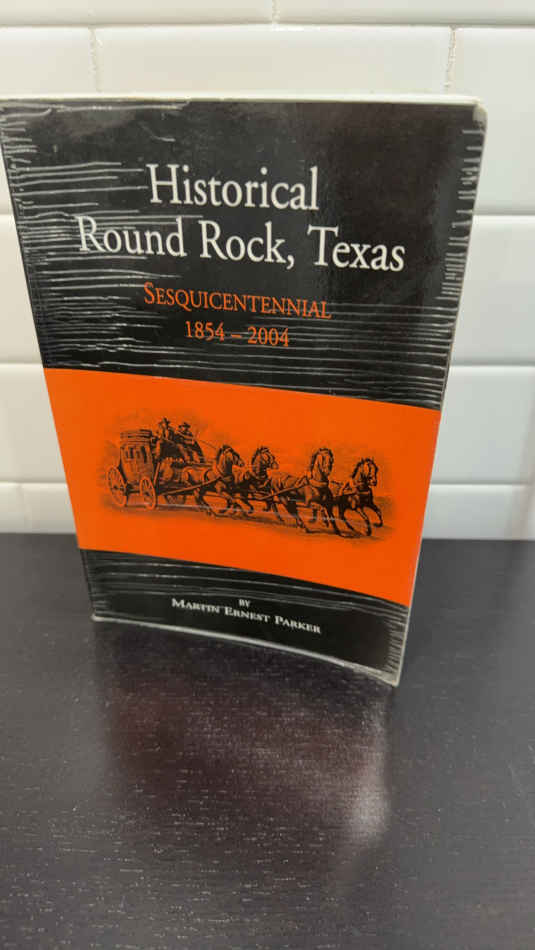 Historical
Round Rock, Texas
SESQUICENTENNIAL
1854 – 2004
BY
MARTIN ERNEST PARKER